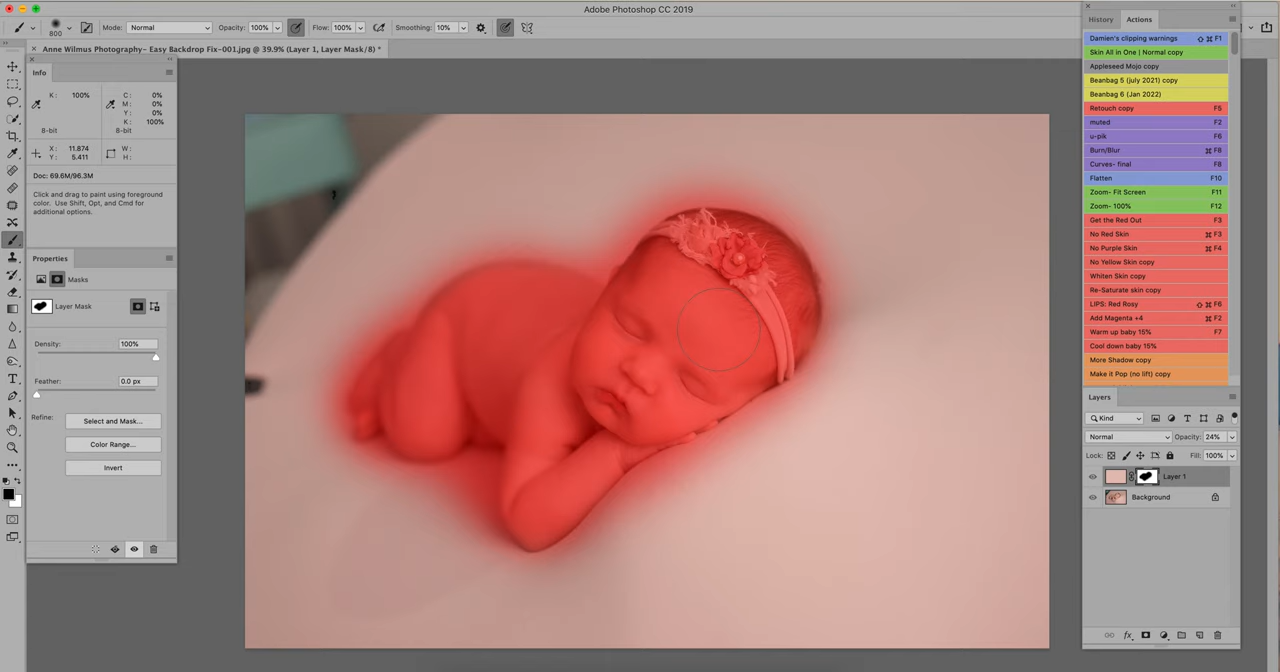 Adobe Photoshop CC 2019
800
Mode: Normal
Opacity: 100%
Flow: 100%
Smoothing: 10%
Anne Wilmus Photography- Easy Backdrop Fix-001.jpg @ 39.9% (Layer 1, Layer Mask/8) *
Info
K: 100%
8-bit
C: 0%
M: 0%
Y: 0%
K: 100%
8-bit
X: 11.874
Y: 5.411
W:
H:
Doc: 69.6M/96.3M
Click and drag to paint using foreground
color. Use Shift, Opt, and Cmd for
additional options.
Properties
Masks
Layer Mask
Density: 100%
Feather: 0.0 px
Refine:
Select and Mask...
Color Range...
Invert
History
Actions
Damien's clipping warnings ⇧ ⌘ F1
Skin All in One | Normal copy
Appleseed Mojo copy
Beanbag 5 (july 2021) copy
Beanbag 6 (Jan 2022)
Retouch copy F5
muted F2
u-pik F6
Burn/Blur ⌘ F8
Curves- final F8
Flatten F10
Zoom- Fit Screen F11
Zoom- 100% F12
Get the Red Out F3
No Red Skin ⌘ F3
No Purple Skin ⌘ F4
No Yellow Skin copy
Whiten Skin copy
Re-Saturate skin copy
LIPS: Red Rosy ⇧ ⌘ F6
Add Magenta +4 ⌘ F2
Warm up baby 15% F7
Cool down baby 15%
More Shadow copy
Make it Pop (no lift) copy
Layers
Kind
Normal
Opacity: 24%
Lock:
Fill: 100%
Layer 1
Background
fx